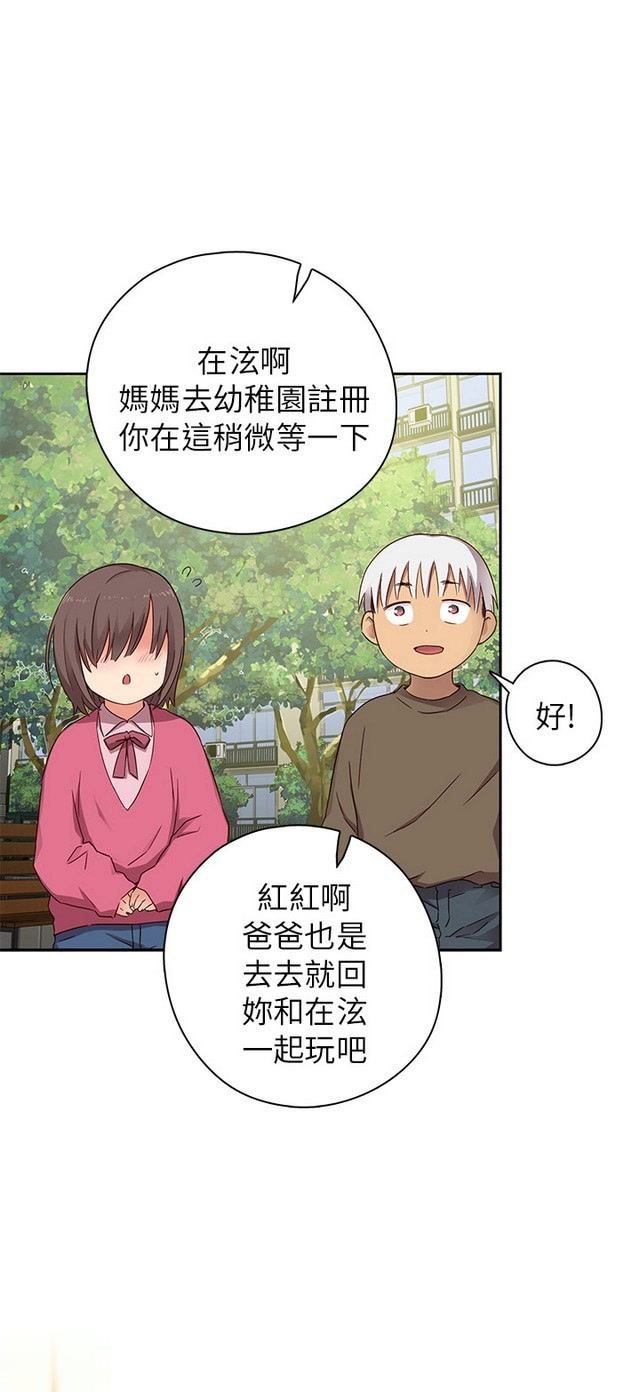 在泫啊
媽媽去幼稚園註冊
你在這稍微等一下
好!
紅紅啊
爸爸也是
去去就回
妳和在泫
一起玩吧